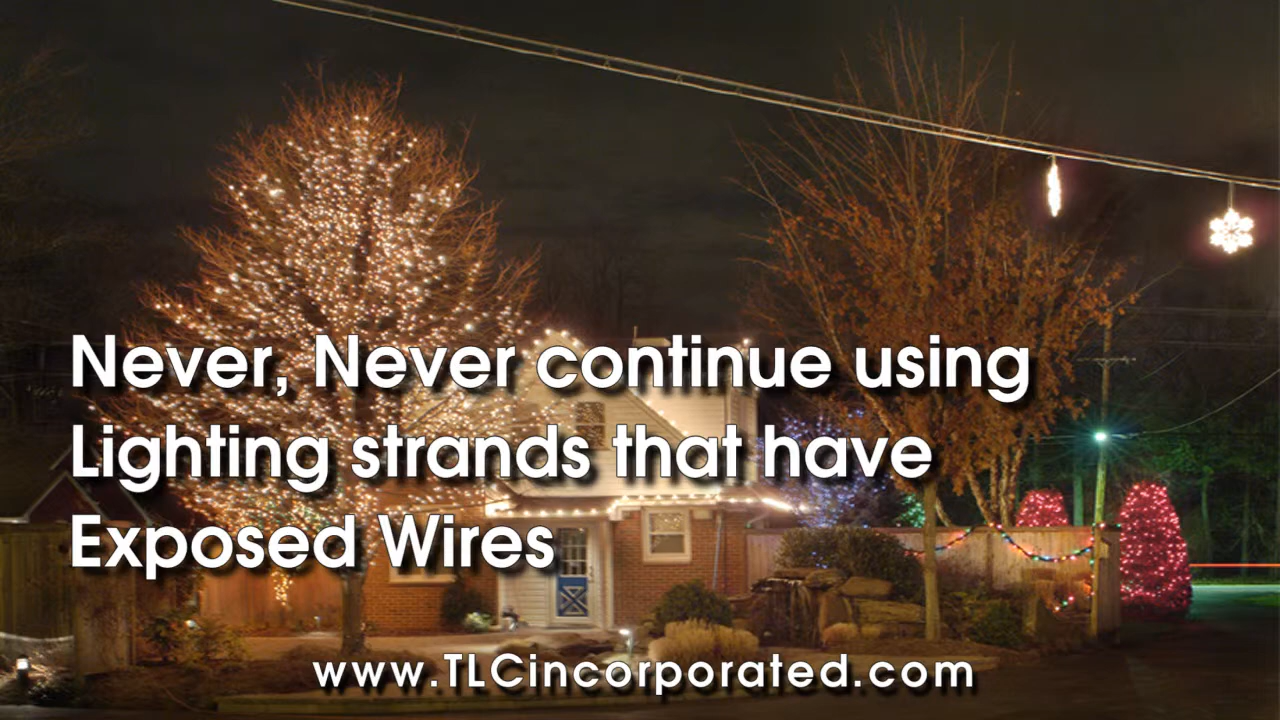 Never, Never continue using
Lighting strands that have
Exposed Wires
www.TLCincorporated.com